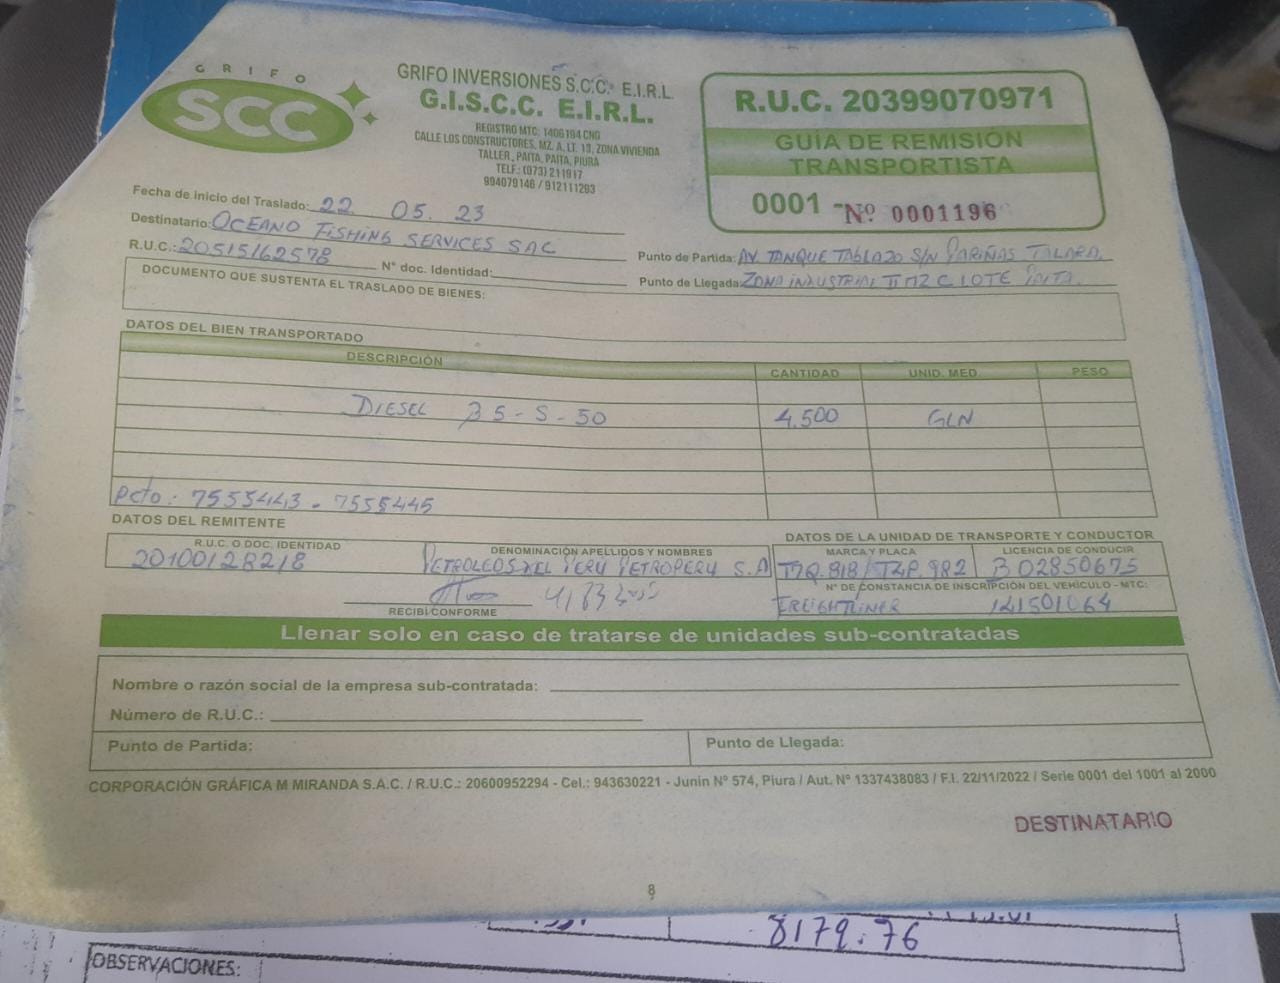 GRIFO
SCC
GRIFO INVERSIONES S.C.C. E.I.R.L.
G.I.S.C.C. E.I.R.L.
REGISTRO MTC: 1406194 CNG
CALLE LOS CONSTRUCTORES, MZ. A, LT. 13, ZONA VIVIENDA
TALLER, PAITA, PAITA, PIURA
TELF.: (073) 211917
994079146 / 912111293
R.U.C. 20399070971
GUÍA DE REMISIÓN
TRANSPORTISTA
0001 - Nº 0001196
Fecha de inicio del Traslado: 22 05. 23
Destinatario: OCEANO FISHING SERVICES SAC
R.U.C.: 20515162578 N° doc. Identidad:
Punto de Partida: AV. TANQUE TABLAZO S/N PARIÑAS TALARA.
Punto de Llegada: ZONA INDUSTRIAL II MZ C LOTE PAITA.
DOCUMENTO QUE SUSTENTA EL TRASLADO DE BIENES:
DATOS DEL BIEN TRANSPORTADO
DESCRIPCIÓN CANTIDAD UNID. MED PESO
DIESEL B5-S-50 4.500 GLN
Pcto: 7555443 - 7555445
DATOS DEL REMITENTE
DATOS DE LA UNIDAD DE TRANSPORTE Y CONDUCTOR
R.U.C. O DOC. IDENTIDAD DENOMINACIÓN APELLIDOS Y NOMBRES MARCA Y PLACA LICENCIA DE CONDUCIR
20100128218 PETROLEOS DEL PERU PETROPERU S.A T7Q.818/TZP.982 B02850675
N° DE CONSTANCIA DE INSCRIPCIÓN DEL VEHÍCULO - MTC:
FREIGHTLINER 141501064
RECIBI CONFORME
Llenar solo en caso de tratarse de unidades sub-contratadas
Nombre o razón social de la empresa sub-contratada:
Número de R.U.C.:
Punto de Partida: Punto de Llegada:
CORPORACIÓN GRÁFICA M MIRANDA S.A.C. / R.U.C.: 20600952294 - Cel.: 943630221 - Junin Nº 574, Piura / Aut. Nº 1337438083 / F.I. 22/11/2022 / Serie 0001 del 1001 al 2000
DESTINATARIO
8
8179.76
OBSERVACIONES: